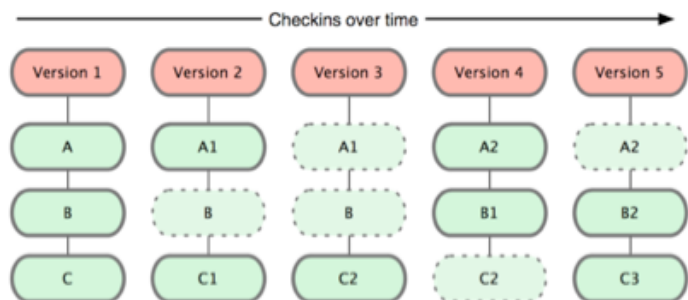 Checkins over time
Version 1 Version 2 Version 3 Version 4 Version 5
A A1 A1 A2 A2
B B B B1 B2
C C1 C2 C2 C3